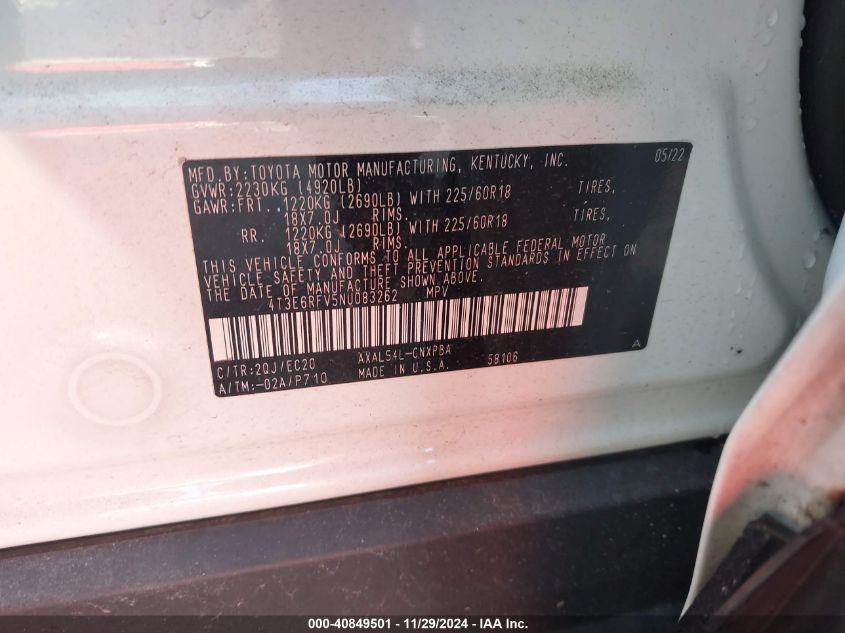 MFD. BY: TOYOTA MOTOR MANUFACTURING, KENTUCKY, INC. 05/22
GVWR: 2230KG (4920LB)
GAWR: FRT. 1220KG (2690LB) WITH 225/60R18 TIRES,
18X7.0J RIMS.
RR. 1220KG (2690LB) WITH 225/60R18 TIRES,
18X7.0J RIMS.
THIS VEHICLE CONFORMS TO ALL APPLICABLE FEDERAL MOTOR
VEHICLE SAFETY AND THEFT PREVENTION STANDARDS IN EFFECT ON
THE DATE OF MANUFACTURE SHOWN ABOVE.
4T3E6RFV5NU083262 MPV
A
C/TR:2QJ/EC20 AXAL54L-CNXPBA 58106
A/TM:-02A/P710 MADE IN U.S.A.
000-40849501 - 11/29/2024 - IAA Inc.